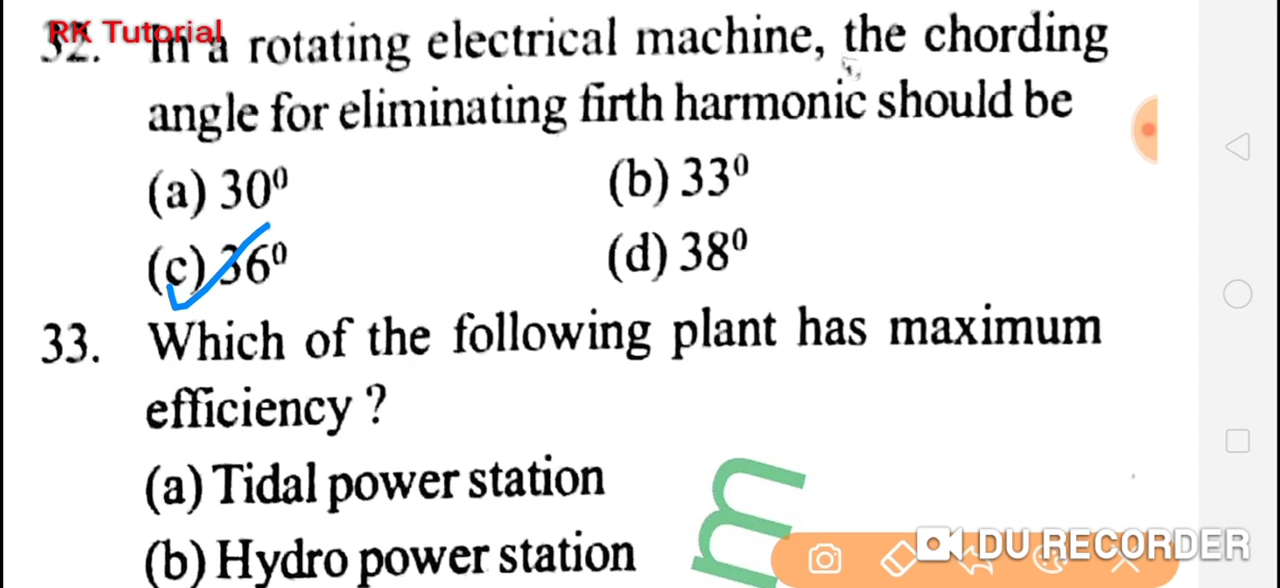 RK Tutorial
32. In a rotating electrical machine, the chording
angle for eliminating firth harmonic should be
(a) 30⁰ (b) 33⁰
(c) 36⁰ (d) 38⁰
33. Which of the following plant has maximum
efficiency ?
(a) Tidal power station
(b) Hydro power station
m
DU RECORDER